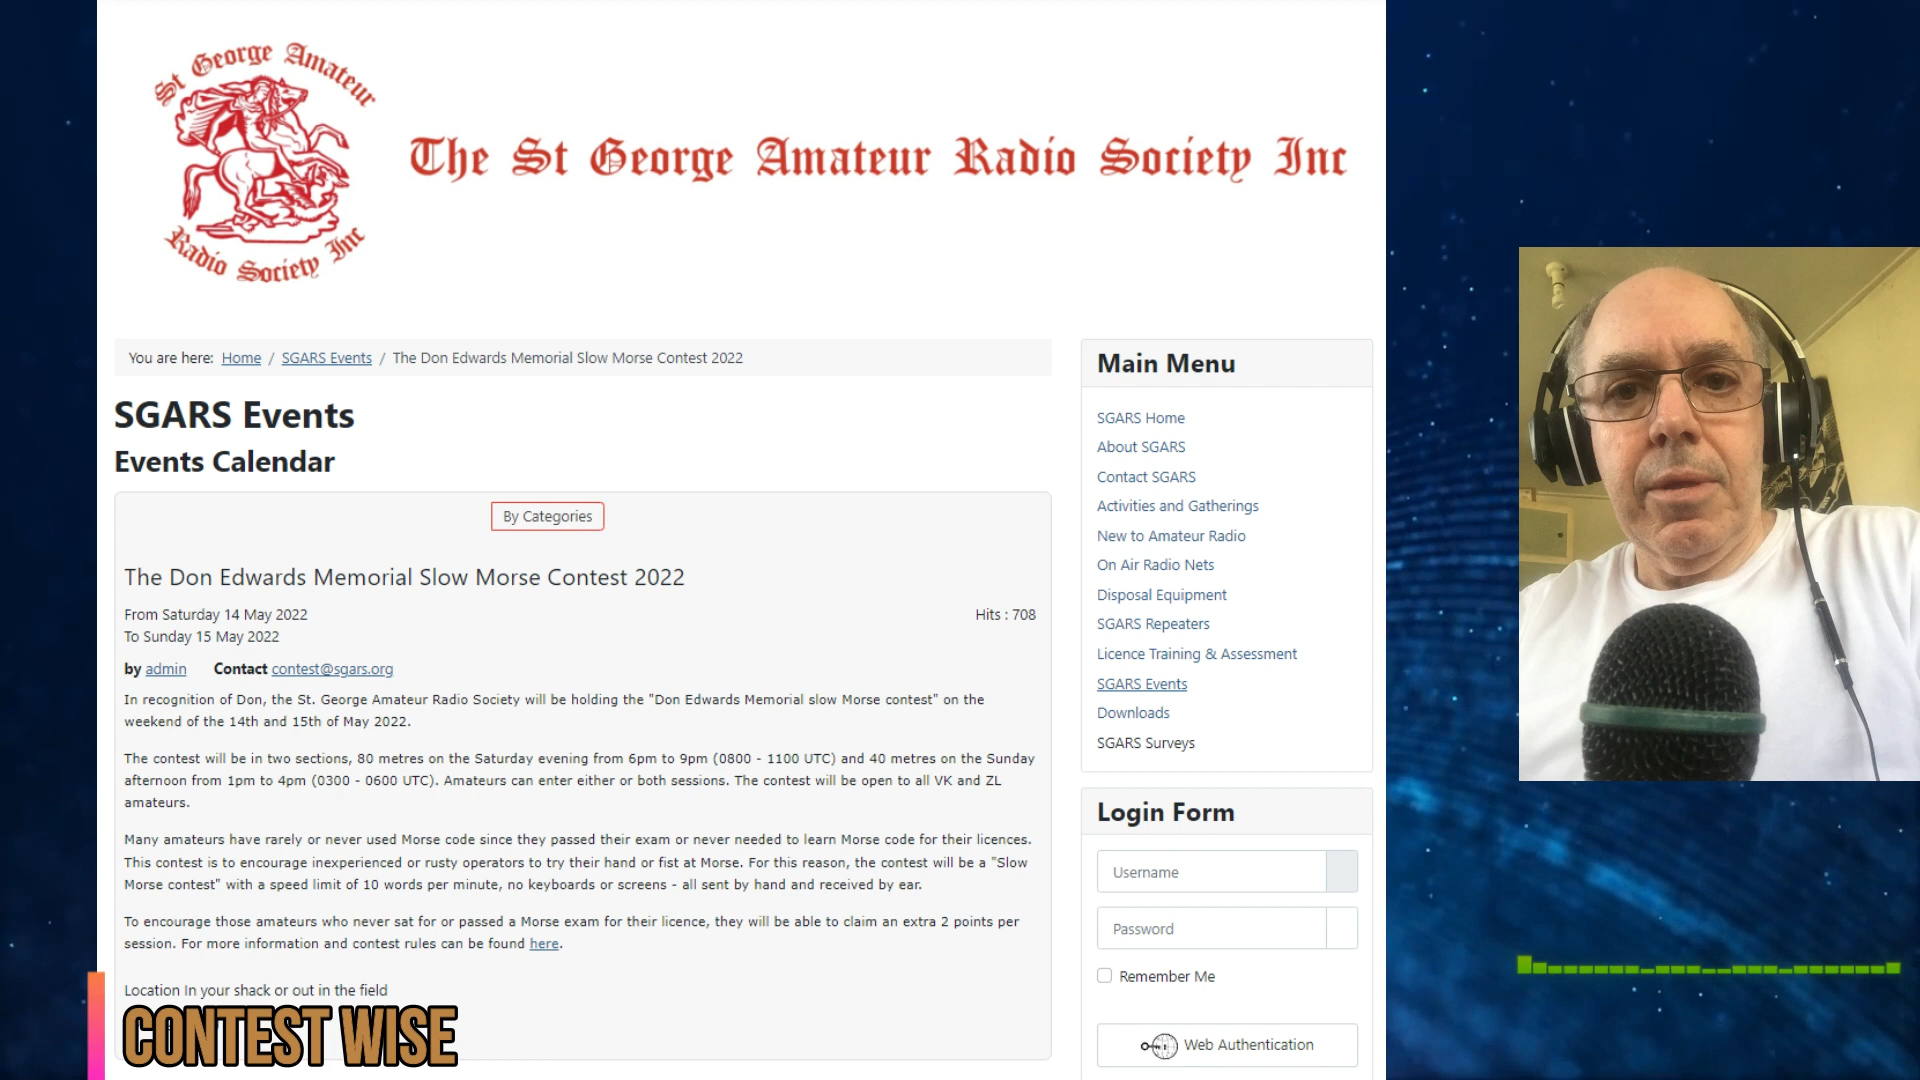 St George Amateur
Radio Society Inc
The St George Amateur Radio Society Inc
You are here: Home / SGARS Events / The Don Edwards Memorial Slow Morse Contest 2022
SGARS Events
Events Calendar
By Categories
The Don Edwards Memorial Slow Morse Contest 2022
From Saturday 14 May 2022
Hits : 708
To Sunday 15 May 2022
by admin Contact contest@sgars.org
In recognition of Don, the St. George Amateur Radio Society will be holding the "Don Edwards Memorial slow Morse contest" on the
weekend of the 14th and 15th of May 2022.
The contest will be in two sections, 80 metres on the Saturday evening from 6pm to 9pm (0800 - 1100 UTC) and 40 metres on the Sunday
afternoon from 1pm to 4pm (0300 - 0600 UTC). Amateurs can enter either or both sessions. The contest will be open to all VK and ZL
amateurs.
Many amateurs have rarely or never used Morse code since they passed their exam or never needed to learn Morse code for their licences.
This contest is to encourage inexperienced or rusty operators to try their hand or fist at Morse. For this reason, the contest will be a "Slow
Morse contest" with a speed limit of 10 words per minute, no keyboards or screens - all sent by hand and received by ear.
To encourage those amateurs who never sat for or passed a Morse exam for their licence, they will be able to claim an extra 2 points per
session. For more information and contest rules can be found here.
Location In your shack or out in the field
CONTEST WISE
Main Menu
SGARS Home
About SGARS
Contact SGARS
Activities and Gatherings
New to Amateur Radio
On Air Radio Nets
Disposal Equipment
SGARS Repeaters
Licence Training & Assessment
SGARS Events
Downloads
SGARS Surveys
Login Form
Username
Password
Remember Me
Web Authentication